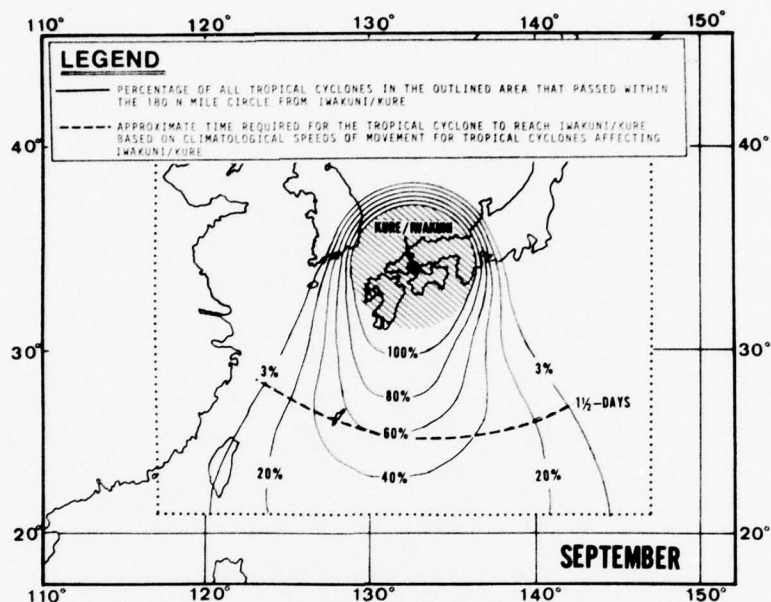 110° 120° 130° 140° 150°
LEGEND
PERCENTAGE OF ALL TROPICAL CYCLONES IN THE OUTLINED AREA THAT PASSED WITHIN
THE 180 N MILE CIRCLE FROM IWAKUNI/KURE
APPROXIMATE TIME REQUIRED FOR THE TROPICAL CYCLONE TO REACH IWAKUNI/KURE
BASED ON CLIMATOLOGICAL SPEEDS OF MOVEMENT FOR TROPICAL CYCLONES AFFECTING
IWAKUNI/KURE
40° 40°
KURE/IWAKUNI
30° 30°
100%
3% 3%
80%
1½-DAYS
60%
20% 40% 20%
20° 20°
SEPTEMBER
110° 120° 130° 140° 150°